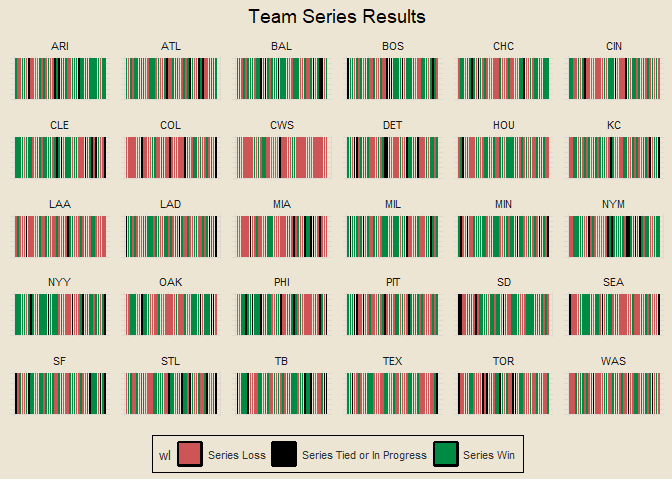 Team Series Results
ARI ATL BAL BOS CHC CIN
CLE COL CWS DET HOU KC
LAA LAD MIA MIL MIN NYM
NYY OAK PHI PIT SD SEA
SF STL TB TEX TOR WAS
wl Series Loss Series Tied or In Progress Series Win